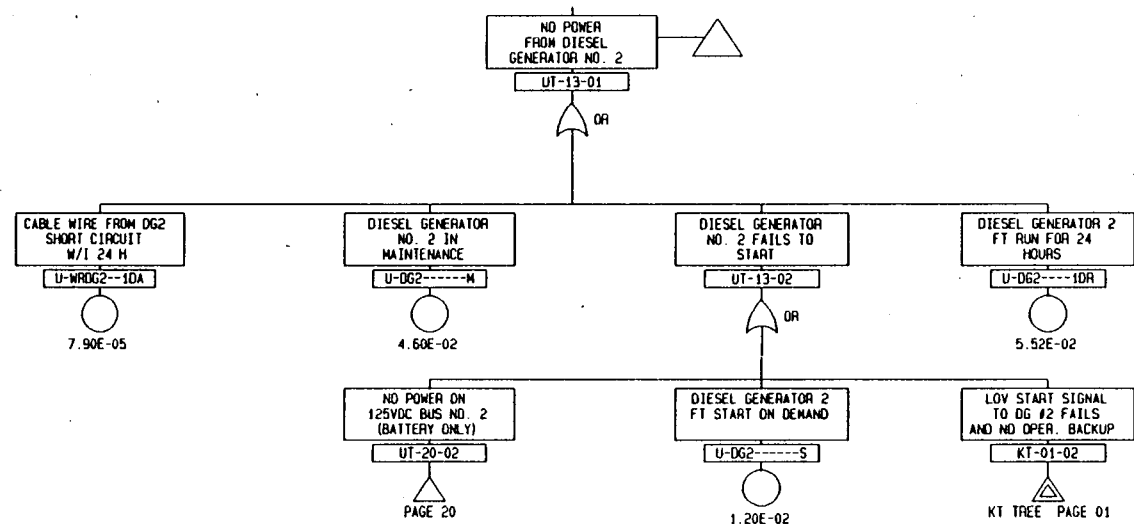 NO POWER
FROM DIESEL
GENERATOR NO. 2
UT-13-01
OR
CABLE WIRE FROM DG2
SHORT CIRCUIT
W/I 24 H
U-WRDG2--1DA
7.90E-05
DIESEL GENERATOR
NO. 2 IN
MAINTENANCE
U-DG2------M
4.60E-02
DIESEL GENERATOR
NO. 2 FAILS TO
START
UT-13-02
OR
DIESEL GENERATOR 2
FT RUN FOR 24
HOURS
U-DG2----1DR
5.52E-02
NO POWER ON
125VDC BUS NO. 2
(BATTERY ONLY)
UT-20-02
PAGE 20
DIESEL GENERATOR 2
FT START ON DEMAND
U-DG2------S
1.20E-02
LOV START SIGNAL
TO DG #2 FAILS
AND NO OPER. BACKUP
KT-01-02
KT TREE PAGE 01